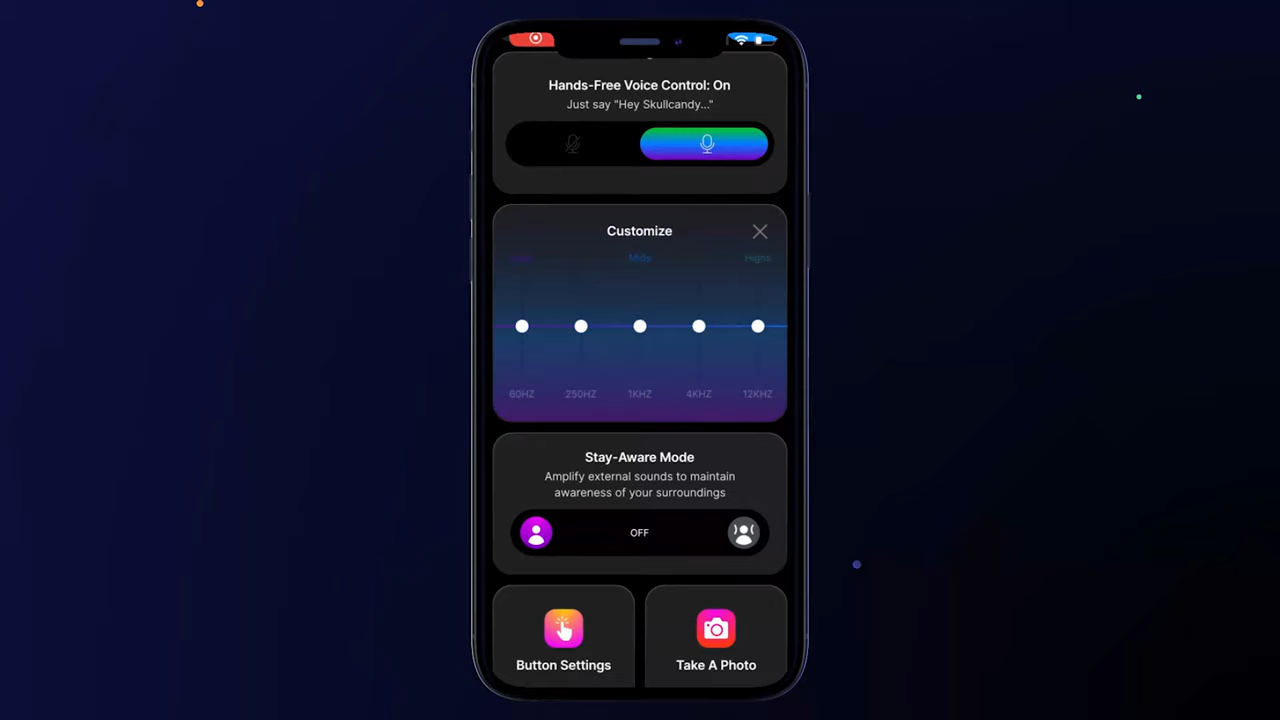 Hands-Free Voice Control: On
Just say "Hey Skullcandy..."
Customize
Mids Highs
60HZ 250HZ 1KHZ 4KHZ 12KHZ
Stay-Aware Mode
Amplify external sounds to maintain
awareness of your surroundings
OFF
Button Settings Take A Photo